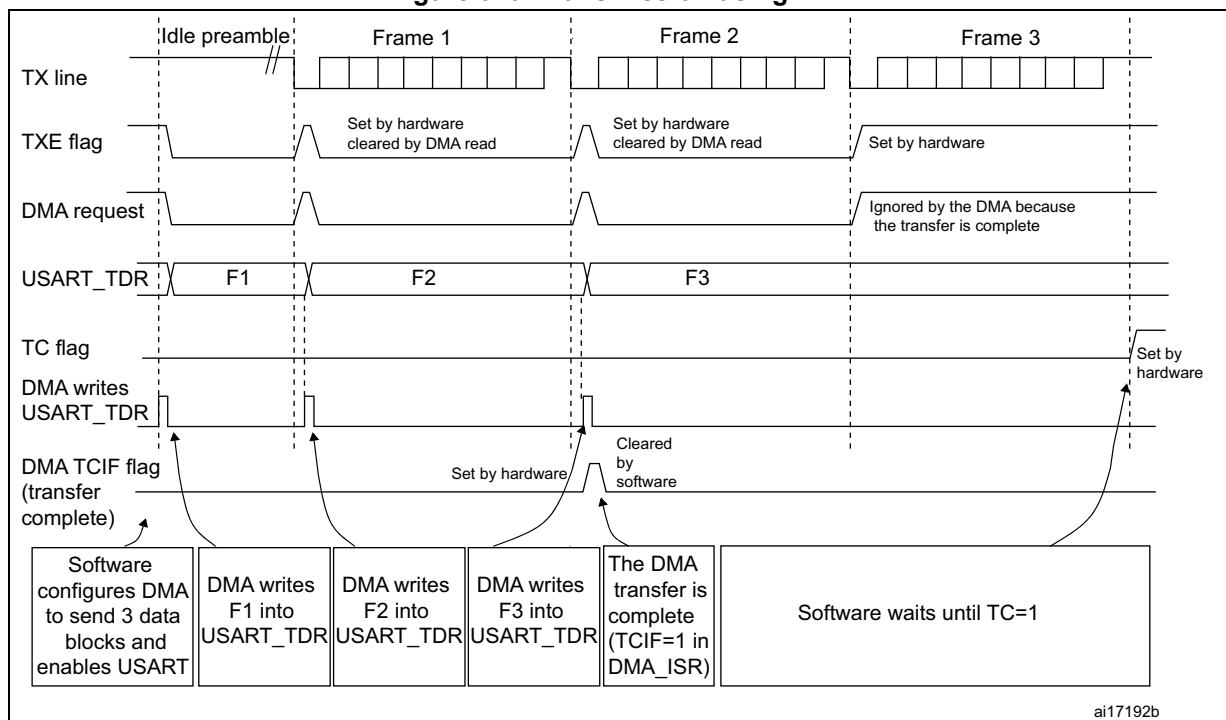 Idle preamble
Frame 1
Frame 2
Frame 3
TX line
TXE flag
Set by hardware
cleared by DMA read
Set by hardware
cleared by DMA read
Set by hardware
DMA request
Ignored by the DMA because
the transfer is complete
USART_TDR
F1
F2
F3
TC flag
Set by
hardware
DMA writes
USART_TDR
DMA TCIF flag
(transfer
complete)
Set by hardware
Cleared
by
software
Software
configures DMA
to send 3 data
blocks and
enables USART
DMA writes
F1 into
USART_TDR
DMA writes
F2 into
USART_TDR
DMA writes
F3 into
USART_TDR
The DMA
transfer is
complete
(TCIF=1 in
DMA_ISR)
Software waits until TC=1
ai17192b